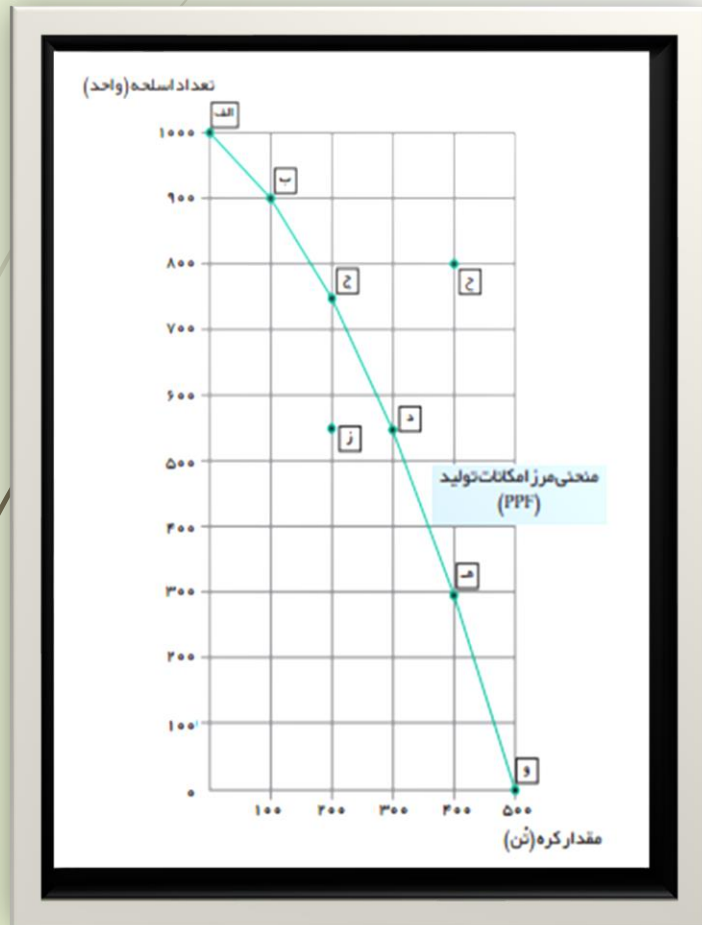 تعداد اسلحه (واحد)
الف
۱۰۰۰
ب
۹۰۰
۸۰۰
ج
ح
۷۰۰
۶۰۰
د
ز
۵۰۰
منحنی مرز امکانات تولید
(PPF)
۴۰۰
هـ
۳۰۰
۲۰۰
۱۰۰
و
۰
۱۰۰ ۲۰۰ ۳۰۰ ۴۰۰ ۵۰۰
مقدار کره (تُن)